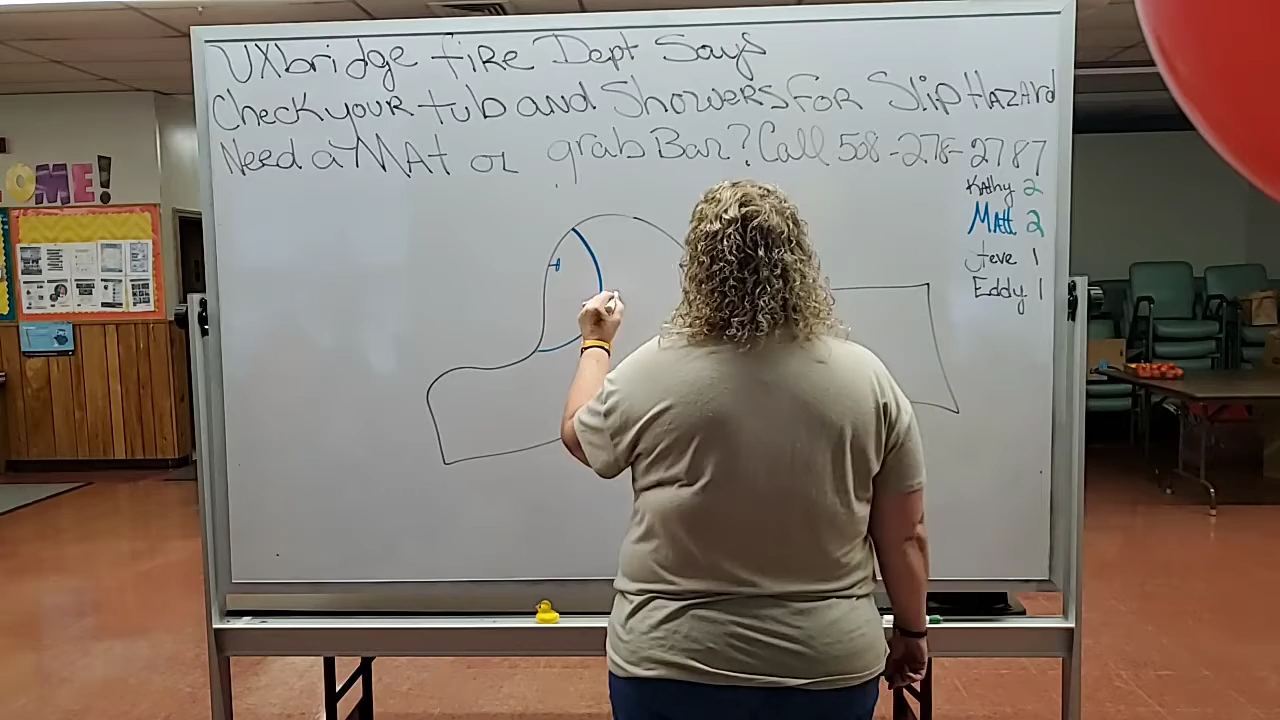 UXbridge fire Dept Says
Check your tub and Showers For Slip HAZArd
Need a MAt or grab Bar? Call 508-278-2787
KAthy 2
MAtt 2
Steve 1
Eddy 1
OME!